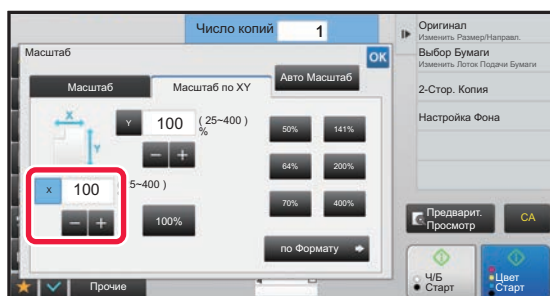 Число копий 1
Масштаб
OK
Масштаб
Масштаб по XY
Авто Масштаб
X
Y
Y 100 ( 25~400 )
%
50% 141%
64% 200%
70% 400%
X 100 5~400 )
100%
по Формату
Прочие
Оригинал
Изменить Размер/Направл.
Выбор Бумаги
Изменить Лоток Подачи Бумаги
2-Стор. Копия
Настройка Фона
Предварит.
Просмотр
CA
Ч/Б
Старт
Цвет
Старт